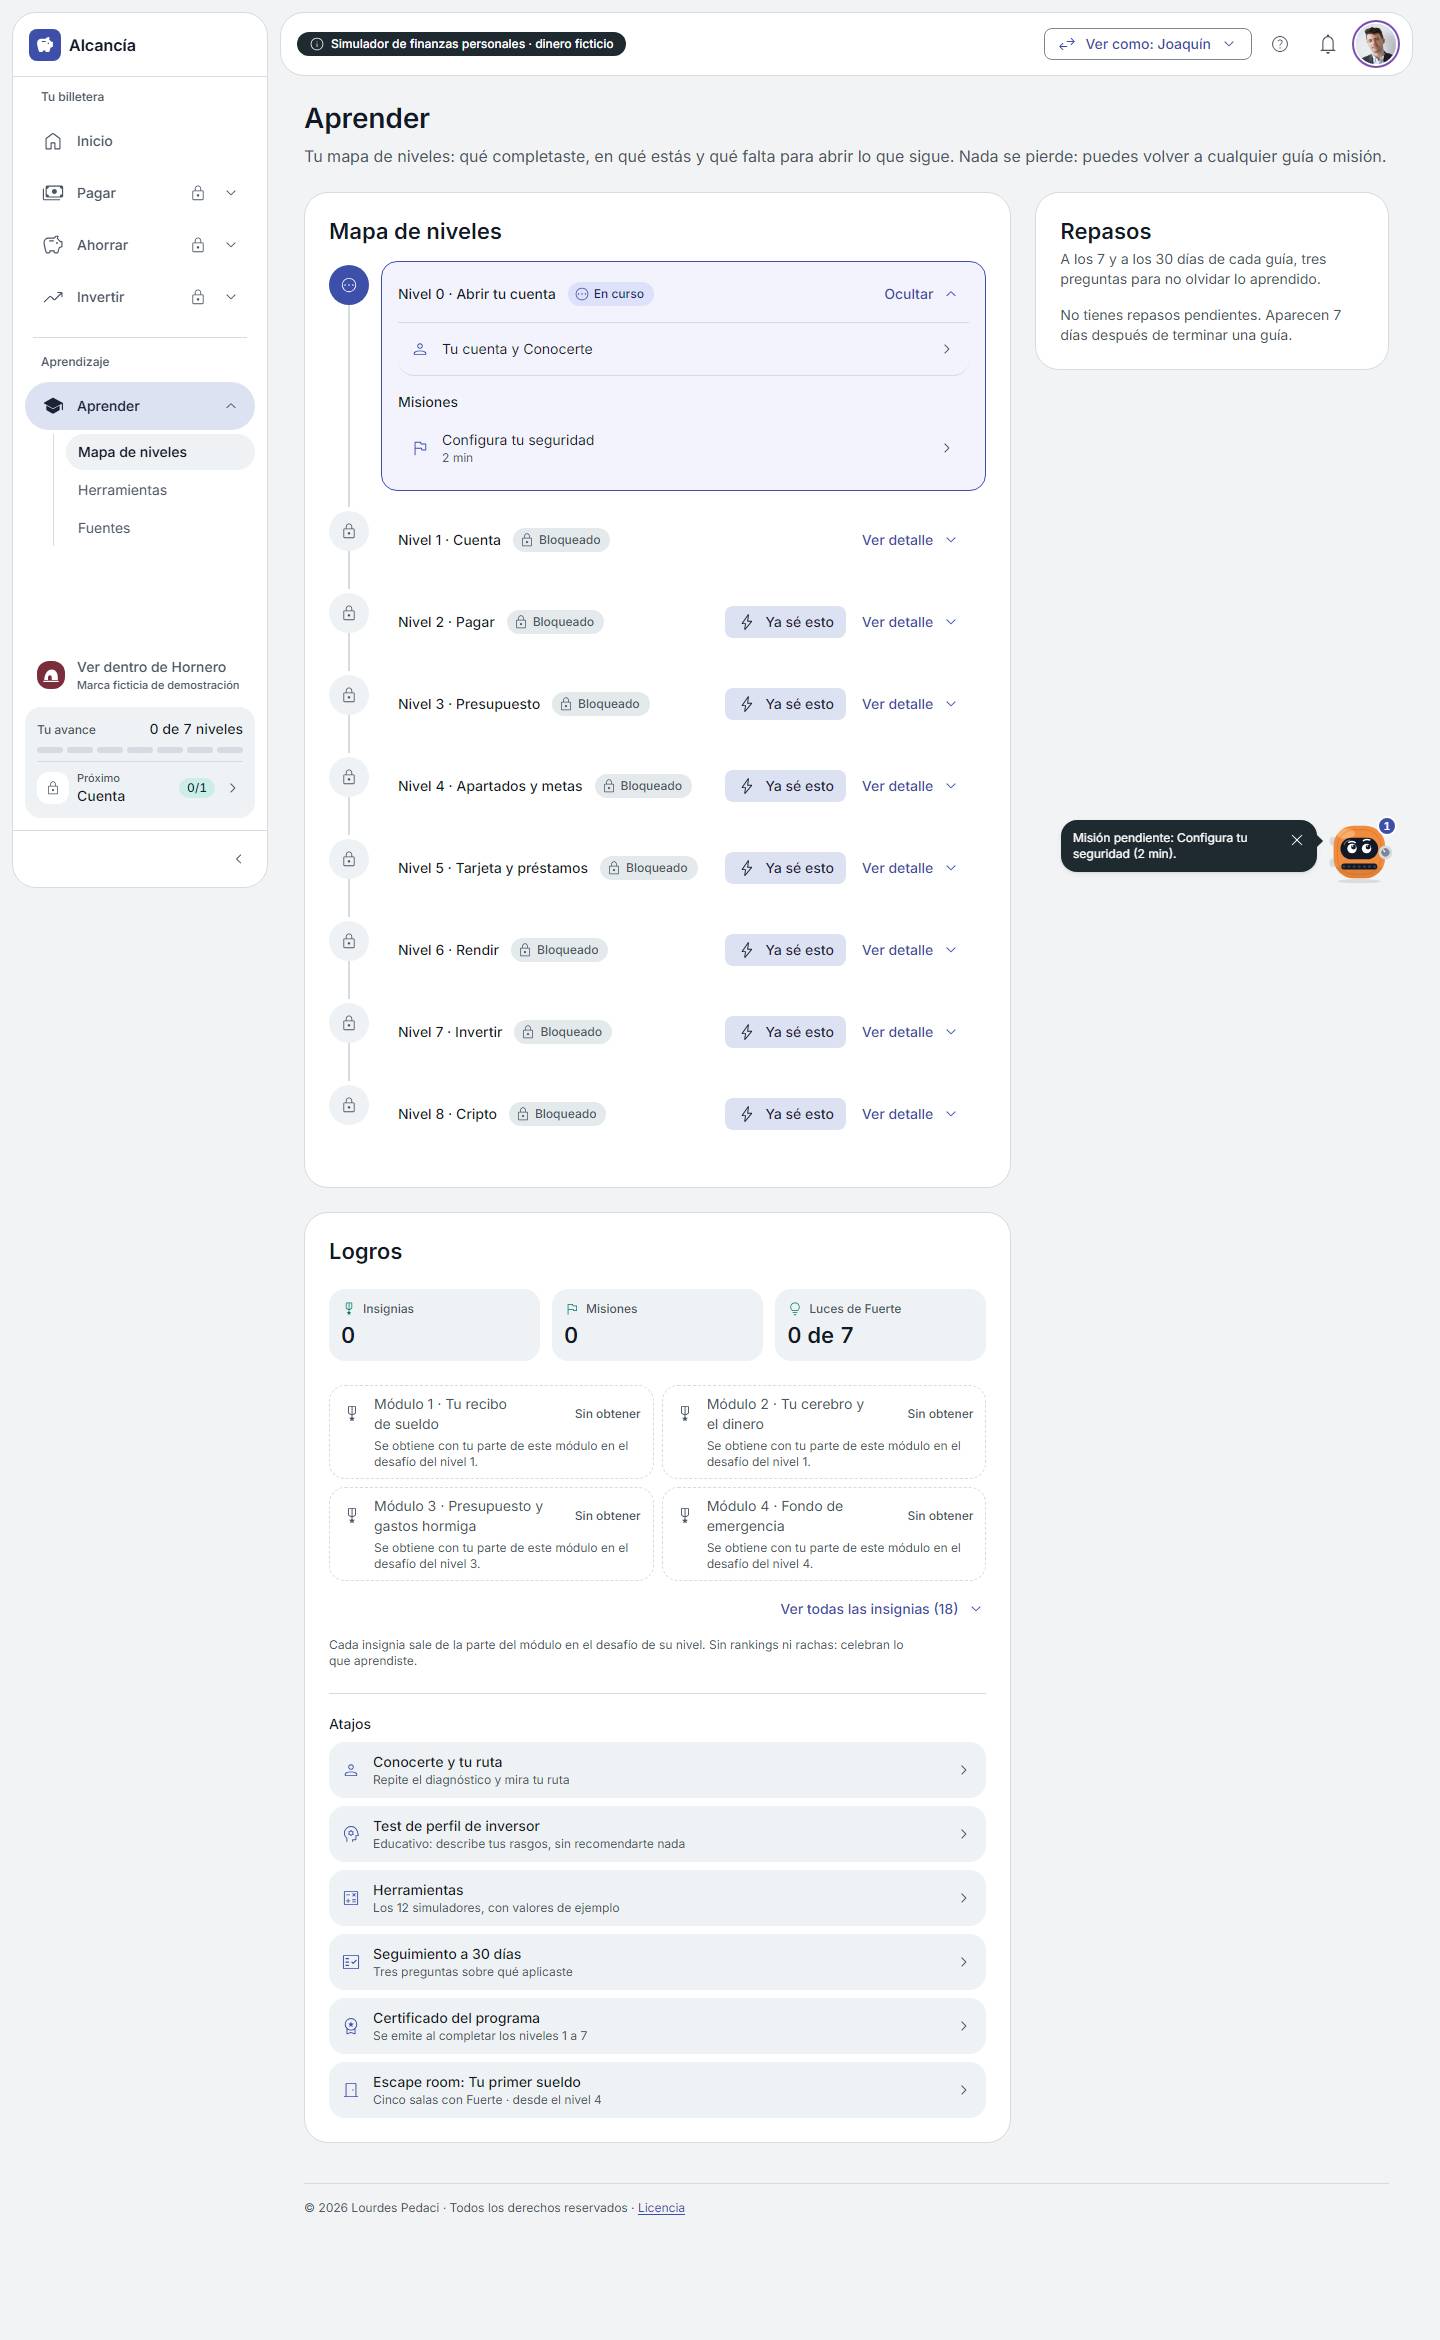 Alcancía
Tu billetera
Inicio
Pagar
Ahorrar
Invertir
Aprendizaje
Aprender
Mapa de niveles
Herramientas
Fuentes
Ver dentro de Hornero
Marca ficticia de demostración
Tu avance
0 de 7 niveles
Próximo
Cuenta
0/1
Simulador de finanzas personales · dinero ficticio
Ver como: Joaquín
Aprender
Tu mapa de niveles: qué completaste, en qué estás y qué falta para abrir lo que sigue. Nada se pierde: puedes volver a cualquier guía o misión.
Mapa de niveles
Nivel 0 · Abrir tu cuenta
En curso
Ocultar
Tu cuenta y Conocerte
Misiones
Configura tu seguridad
2 min
Nivel 1 · Cuenta
Bloqueado
Ver detalle
Nivel 2 · Pagar
Bloqueado
Ya sé esto
Ver detalle
Nivel 3 · Presupuesto
Bloqueado
Ya sé esto
Ver detalle
Nivel 4 · Apartados y metas
Bloqueado
Ya sé esto
Ver detalle
Nivel 5 · Tarjeta y préstamos
Bloqueado
Ya sé esto
Ver detalle
Nivel 6 · Rendir
Bloqueado
Ya sé esto
Ver detalle
Nivel 7 · Invertir
Bloqueado
Ya sé esto
Ver detalle
Nivel 8 · Cripto
Bloqueado
Ya sé esto
Ver detalle
Repasos
A los 7 y a los 30 días de cada guía, tres
preguntas para no olvidar lo aprendido.
No tienes repasos pendientes. Aparecen 7
días después de terminar una guía.
Misión pendiente: Configura tu
seguridad (2 min).
1
Logros
Insignias
0
Misiones
0
Luces de Fuerte
0 de 7
Módulo 1 · Tu recibo
de sueldo
Sin obtener
Se obtiene con tu parte de este módulo en el
desafío del nivel 1.
Módulo 2 · Tu cerebro y
el dinero
Sin obtener
Se obtiene con tu parte de este módulo en el
desafío del nivel 1.
Módulo 3 · Presupuesto y
gastos hormiga
Sin obtener
Se obtiene con tu parte de este módulo en el
desafío del nivel 3.
Módulo 4 · Fondo de
emergencia
Sin obtener
Se obtiene con tu parte de este módulo en el
desafío del nivel 4.
Ver todas las insignias (18)
Cada insignia sale de la parte del módulo en el desafío de su nivel. Sin rankings ni rachas: celebran lo
que aprendiste.
Atajos
Conocerte y tu ruta
Repite el diagnóstico y mira tu ruta
Test de perfil de inversor
Educativo: describe tus rasgos, sin recomendarte nada
Herramientas
Los 12 simuladores, con valores de ejemplo
Seguimiento a 30 días
Tres preguntas sobre qué aplicaste
Certificado del programa
Se emite al completar los niveles 1 a 7
Escape room: Tu primer sueldo
Cinco salas con Fuerte · desde el nivel 4
© 2026 Lourdes Pedaci · Todos los derechos reservados · Licencia